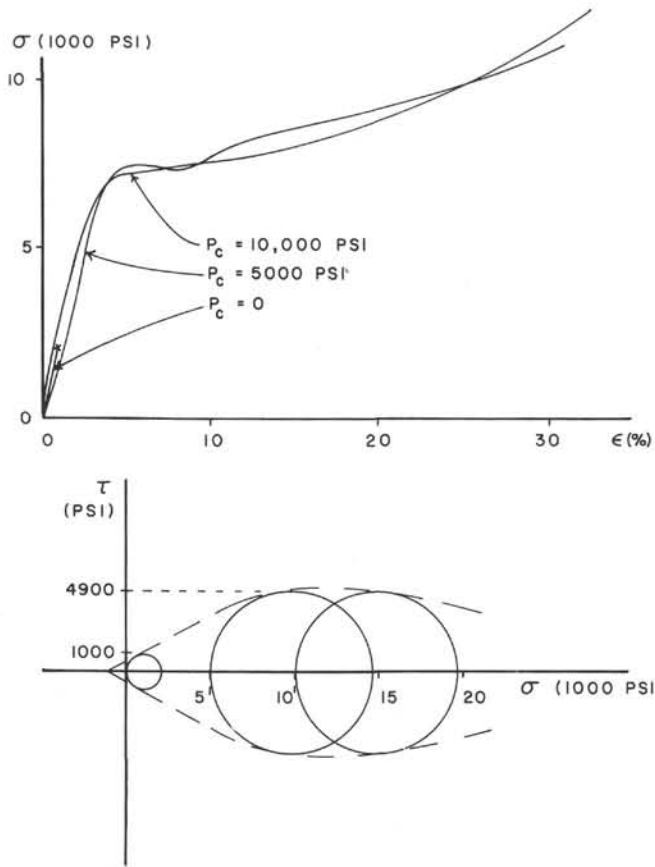 σ (1000 PSI)
10
5
0
P_c = 10,000 PSI
P_c = 5000 PSI
P_c = 0
0 10 20 30 ϵ(%)
τ
(PSI)
4900
1000
5 10 15 20 σ (1000 PSI